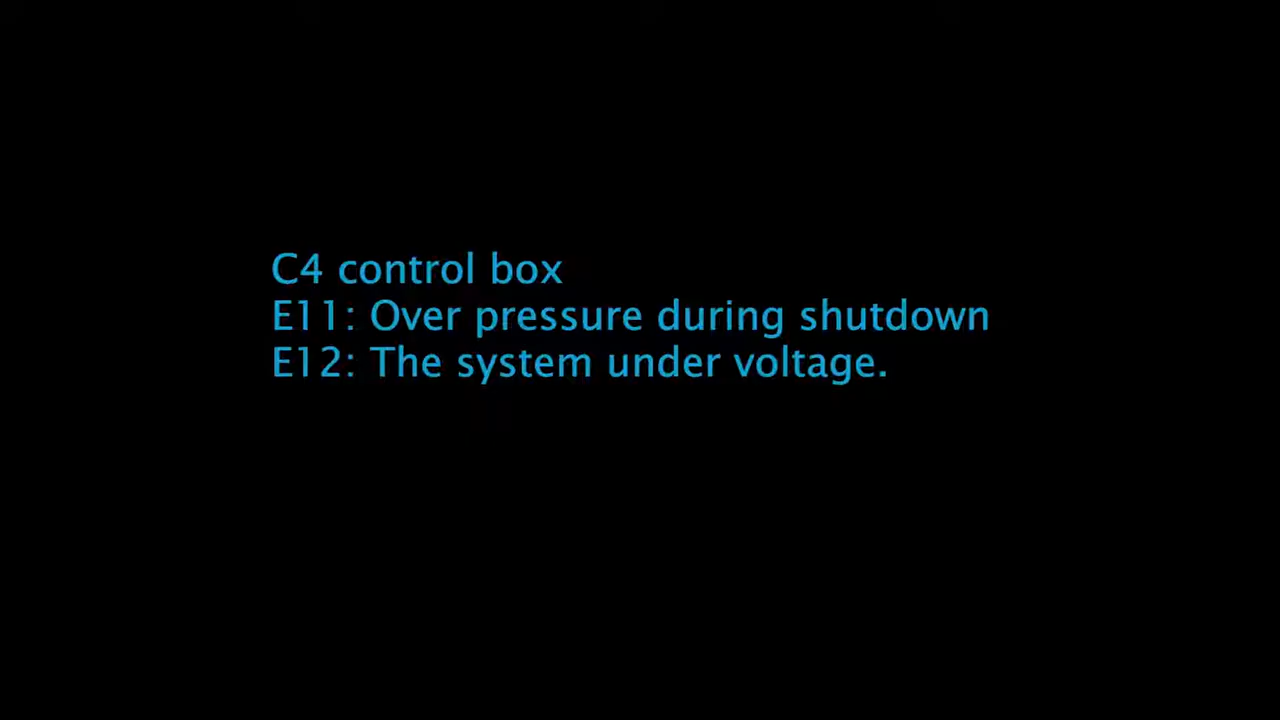 C4 control box
E11: Over pressure during shutdown
E12: The system under voltage.